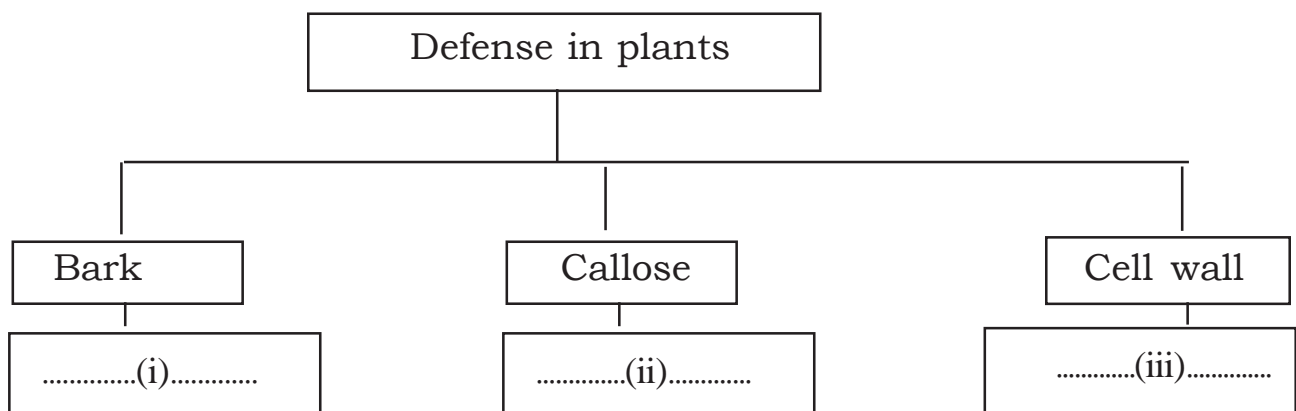 Defense in plants
Bark
Callose
Cell wall
..............(i).............
.............(ii)............
............(iii).............